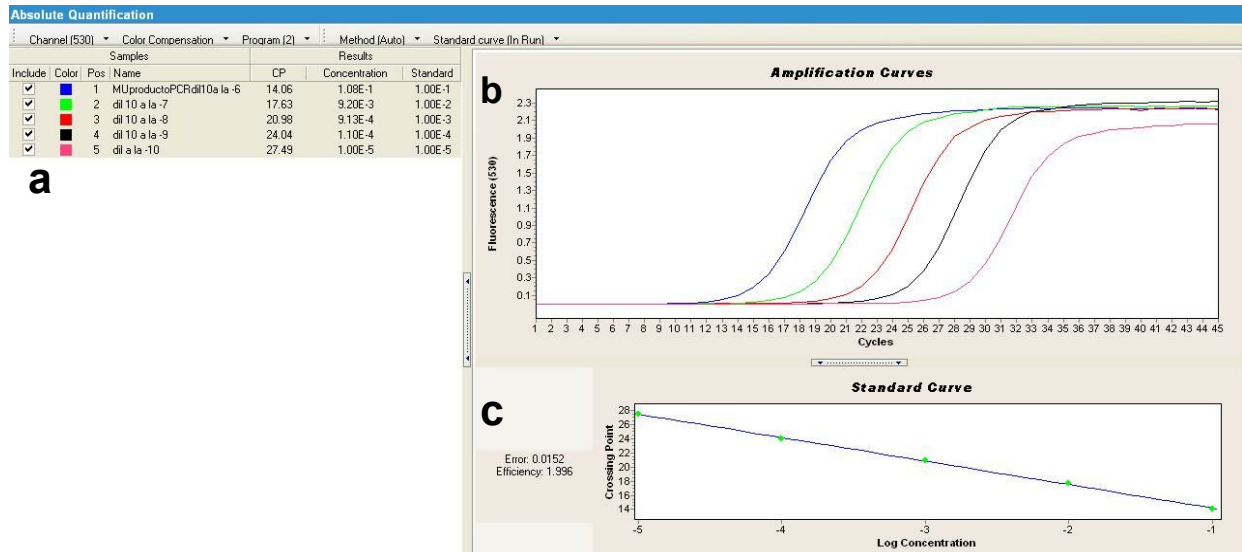 Absolute Quantification
Channel (530) Color Compensation Program (2) Method (Auto) Standard curve (In Run)
Samples Results
Include Color Pos Name CP Concentration Standard
1 MUproductoPCRdil10a la -6 14.06 1.08E-1 1.00E-1
2 dil 10 a la -7 17.63 9.20E-3 1.00E-2
3 dil 10 a la -8 20.98 9.13E-4 1.00E-3
4 dil 10 a la -9 24.04 1.10E-4 1.00E-4
5 dil a la -10 27.49 1.00E-5 1.00E-5
a
b
Amplification Curves
Fluorescence (530)
2.3
2.1
1.9
1.7
1.5
1.3
1.1
0.9
0.7
0.5
0.3
0.1
1 2 3 4 5 6 7 8 9 10 11 12 13 14 15 16 17 18 19 20 21 22 23 24 25 26 27 28 29 30 31 32 33 34 35 36 37 38 39 40 41 42 43 44 45
Cycles
c
Error: 0.0152
Efficiency: 1.996
Standard Curve
Crossing Point
28
26
24
22
20
18
16
14
-5 -4 -3 -2 -1
Log Concentration